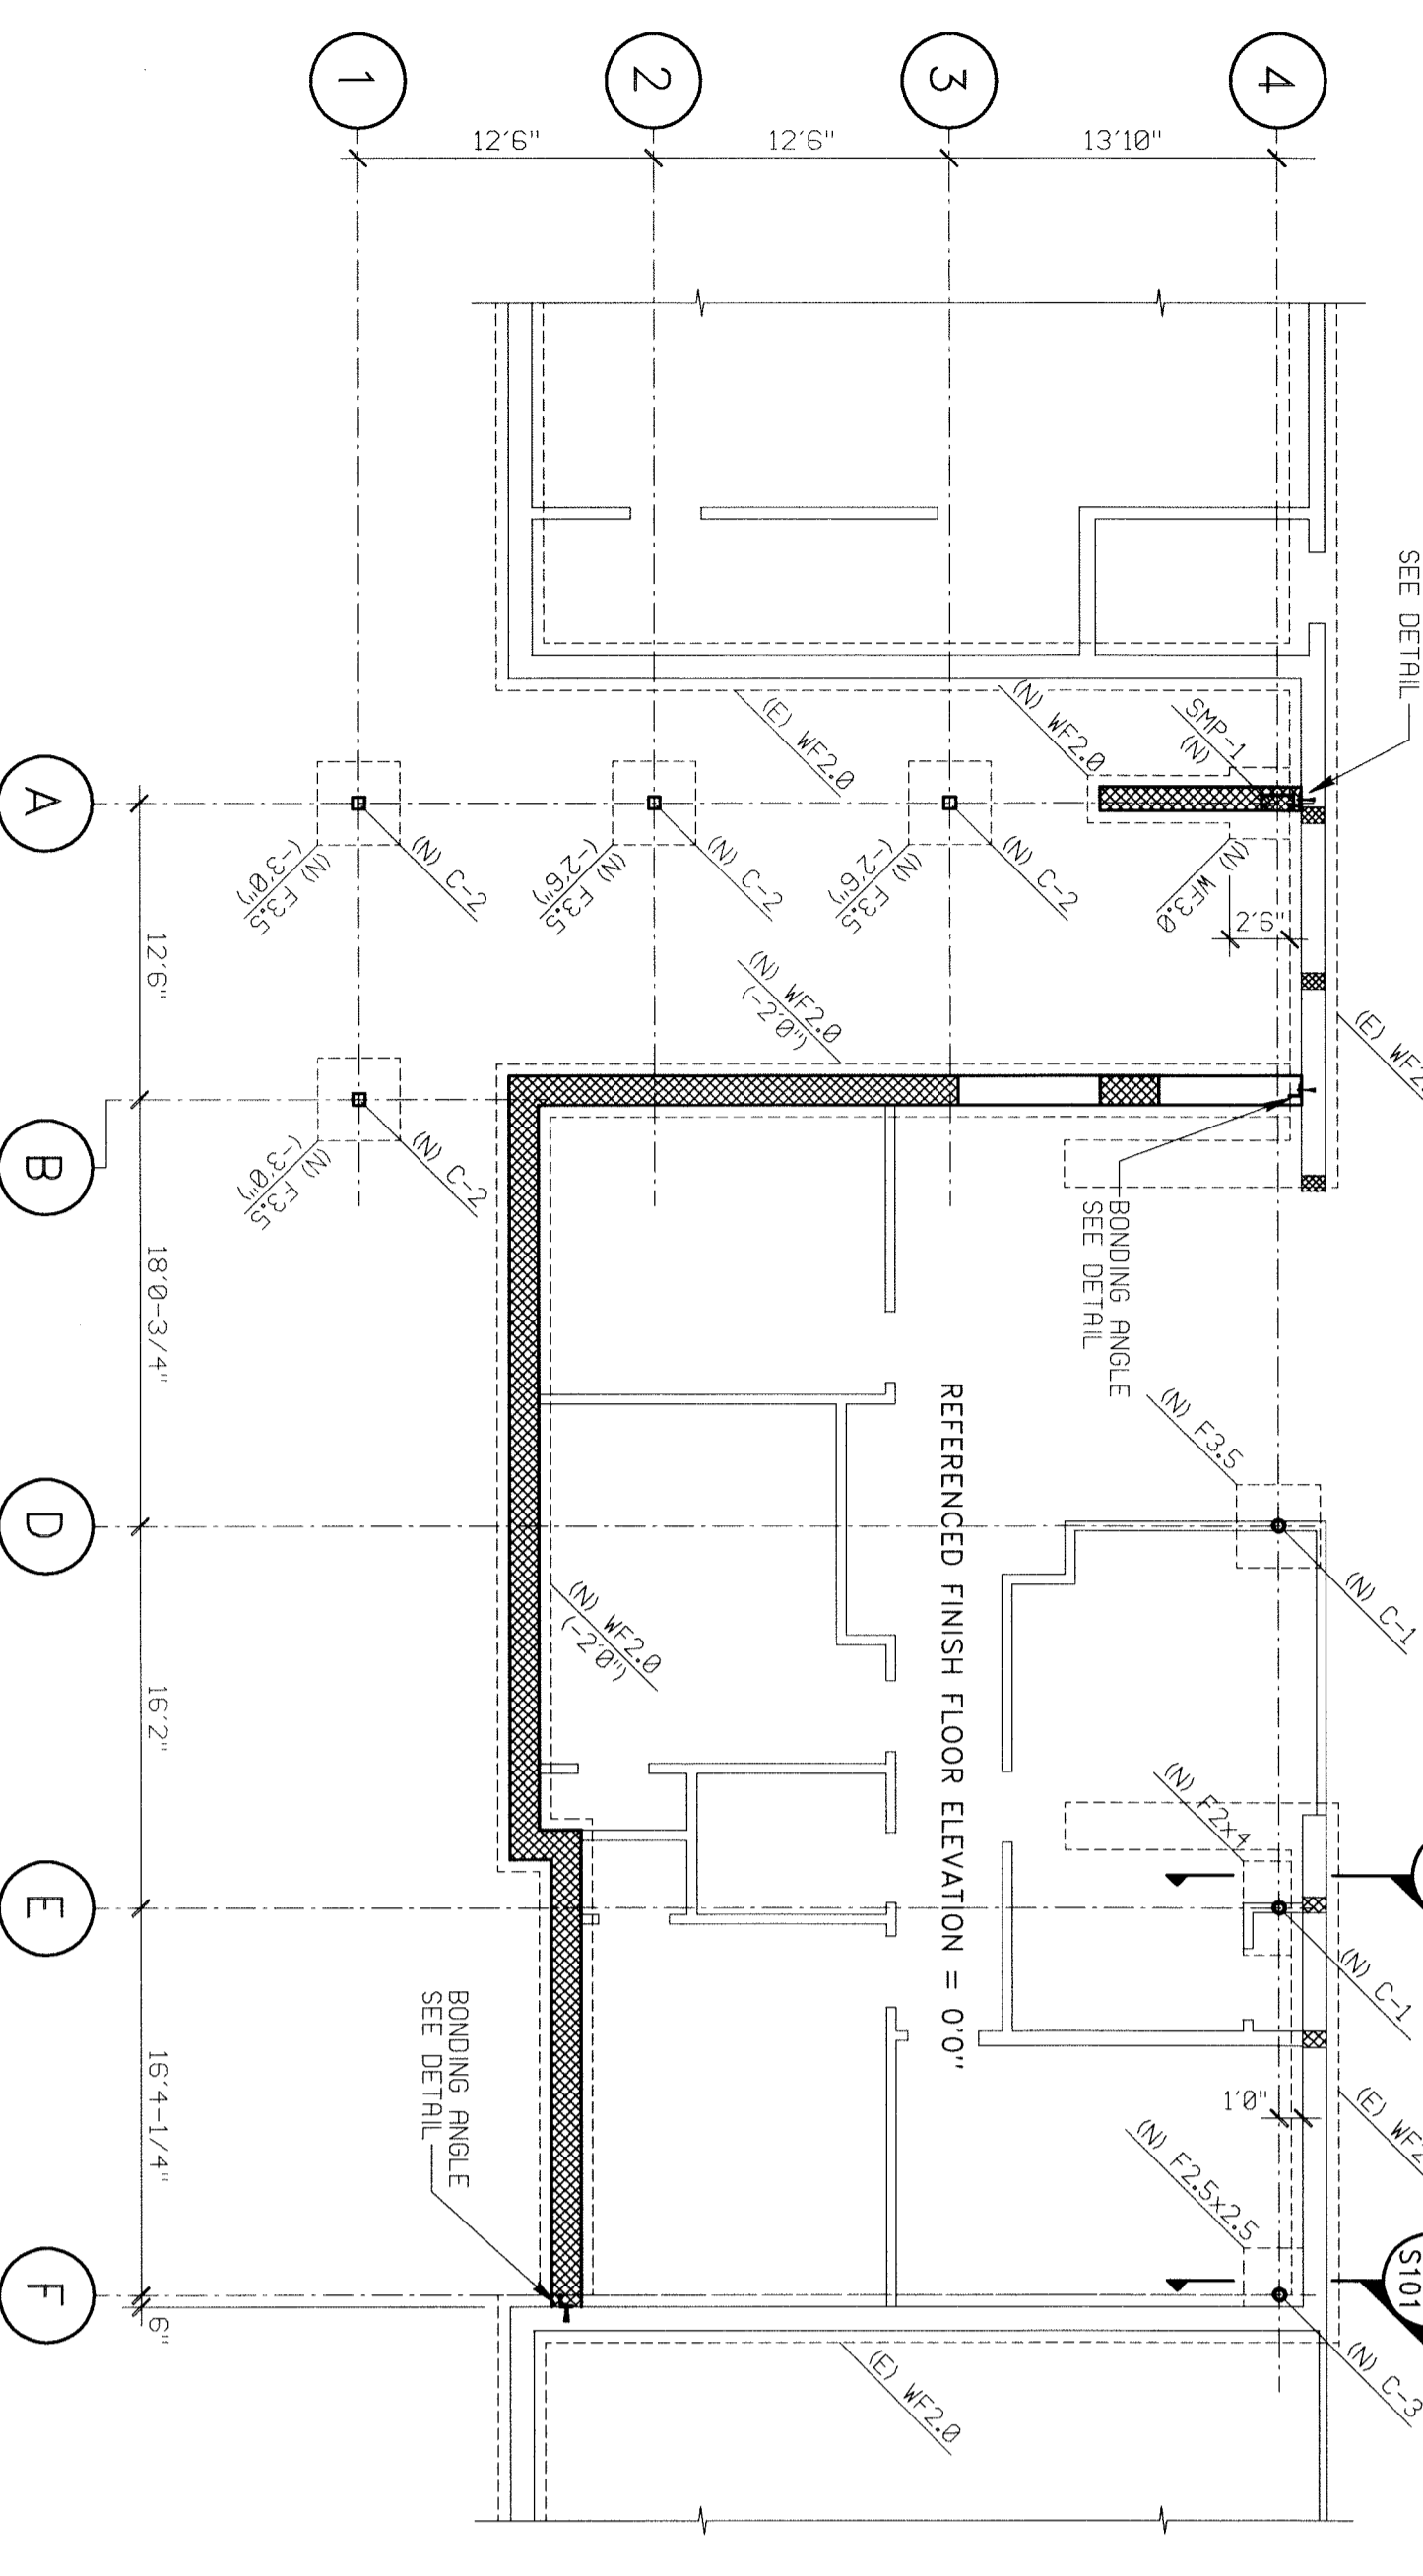 1
2
3
4
12'6"
12'6"
13'10"
SEE DETAIL
(E) WF2.0
(N) WF2.0
SMP-1
(N)
A
(N) C-2
(N) F3.5
(-3'0")
(N) C-2
(N) F3.5
(-2'6")
(N) C-2
(N) F3.5
(-2'6")
(N) WF3.0
2'6"
12'6"
(N) WF2.0
(-2'0")
(E) WF2.
B
(N) C-2
(N) F3.5
(-3'0")
BONDING ANGLE
SEE DETAIL
18'0-3/4"
REFERENCED FINISH FLOOR ELEVATION = 0'0"
(N) F3.5
(N) C-1
D
(N) WF2.0
(-2'0")
16'2"
(N) F2x4
(N) C-1
E
BONDING ANGLE
SEE DETAIL
16'4-1/4"
1'0"
(E) WF2
(N) F2.5x2.5
S101
(N) C-3
F
6"
(E) WF2.0